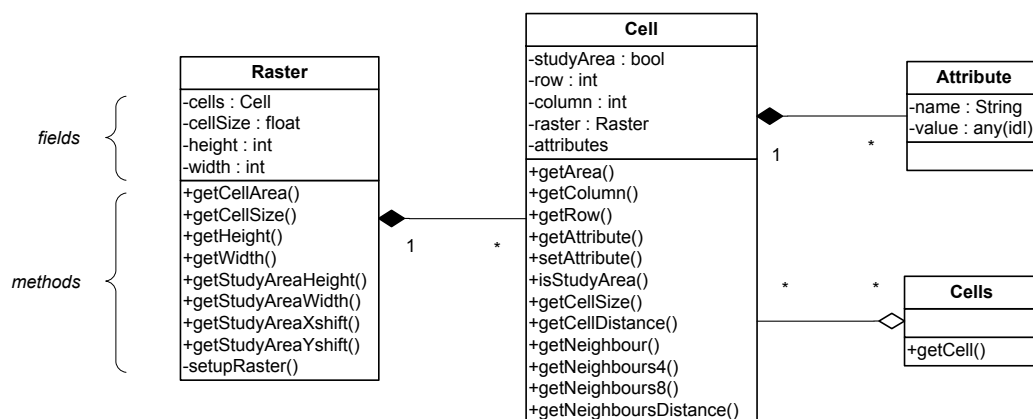 fields
methods
Raster
-cells : Cell
-cellSize : float
-height : int
-width : int
+getCellArea()
+getCellSize()
+getHeight()
+getWidth()
+getStudyAreaHeight()
+getStudyAreaWidth()
+getStudyAreaXshift()
+getStudyAreaYshift()
-setupRaster()
1
*
Cell
-studyArea : bool
-row : int
-column : int
-raster : Raster
-attributes
+getArea()
+getColumn()
+getRow()
+getAttribute()
+setAttribute()
+isStudyArea()
+getCellSize()
+getCellDistance()
+getNeighbour()
+getNeighbours4()
+getNeighbours8()
+getNeighboursDistance()
1
*
Attribute
-name : String
-value : any(idl)
*
*
Cells
+getCell()